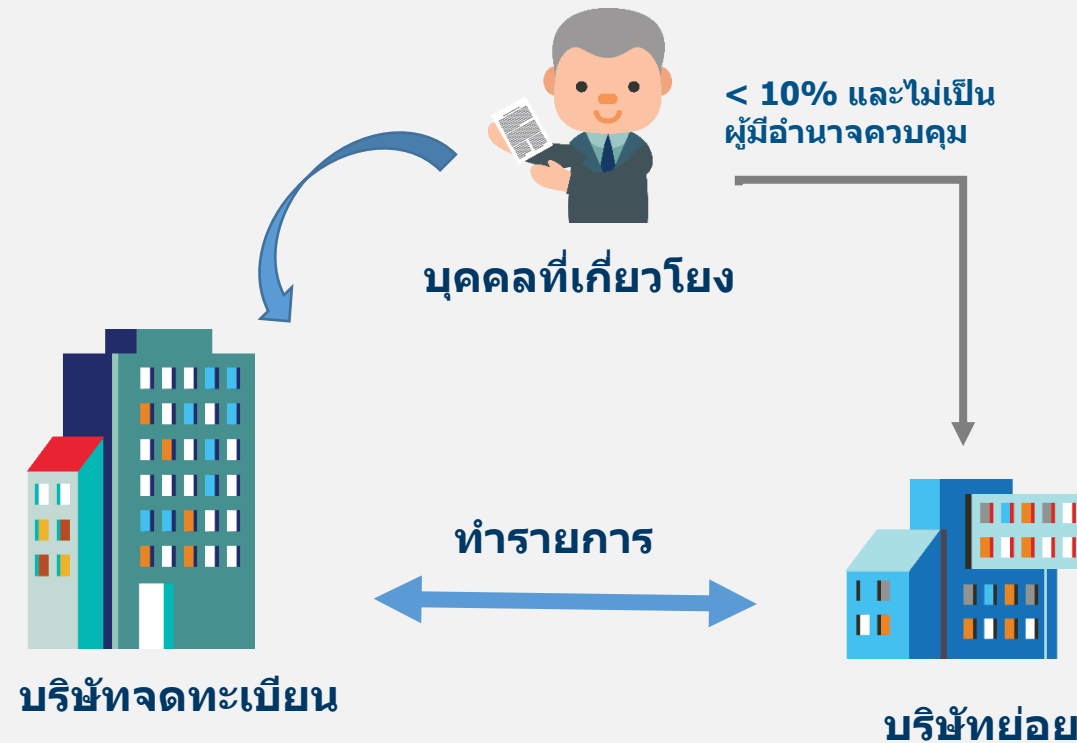 < 10% และไม่เป็น
ผู้มีอำนาจควบคุม
บุคคลที่เกี่ยวโยง
ทำรายการ
บริษัทจดทะเบียน
บริษัทย่อย